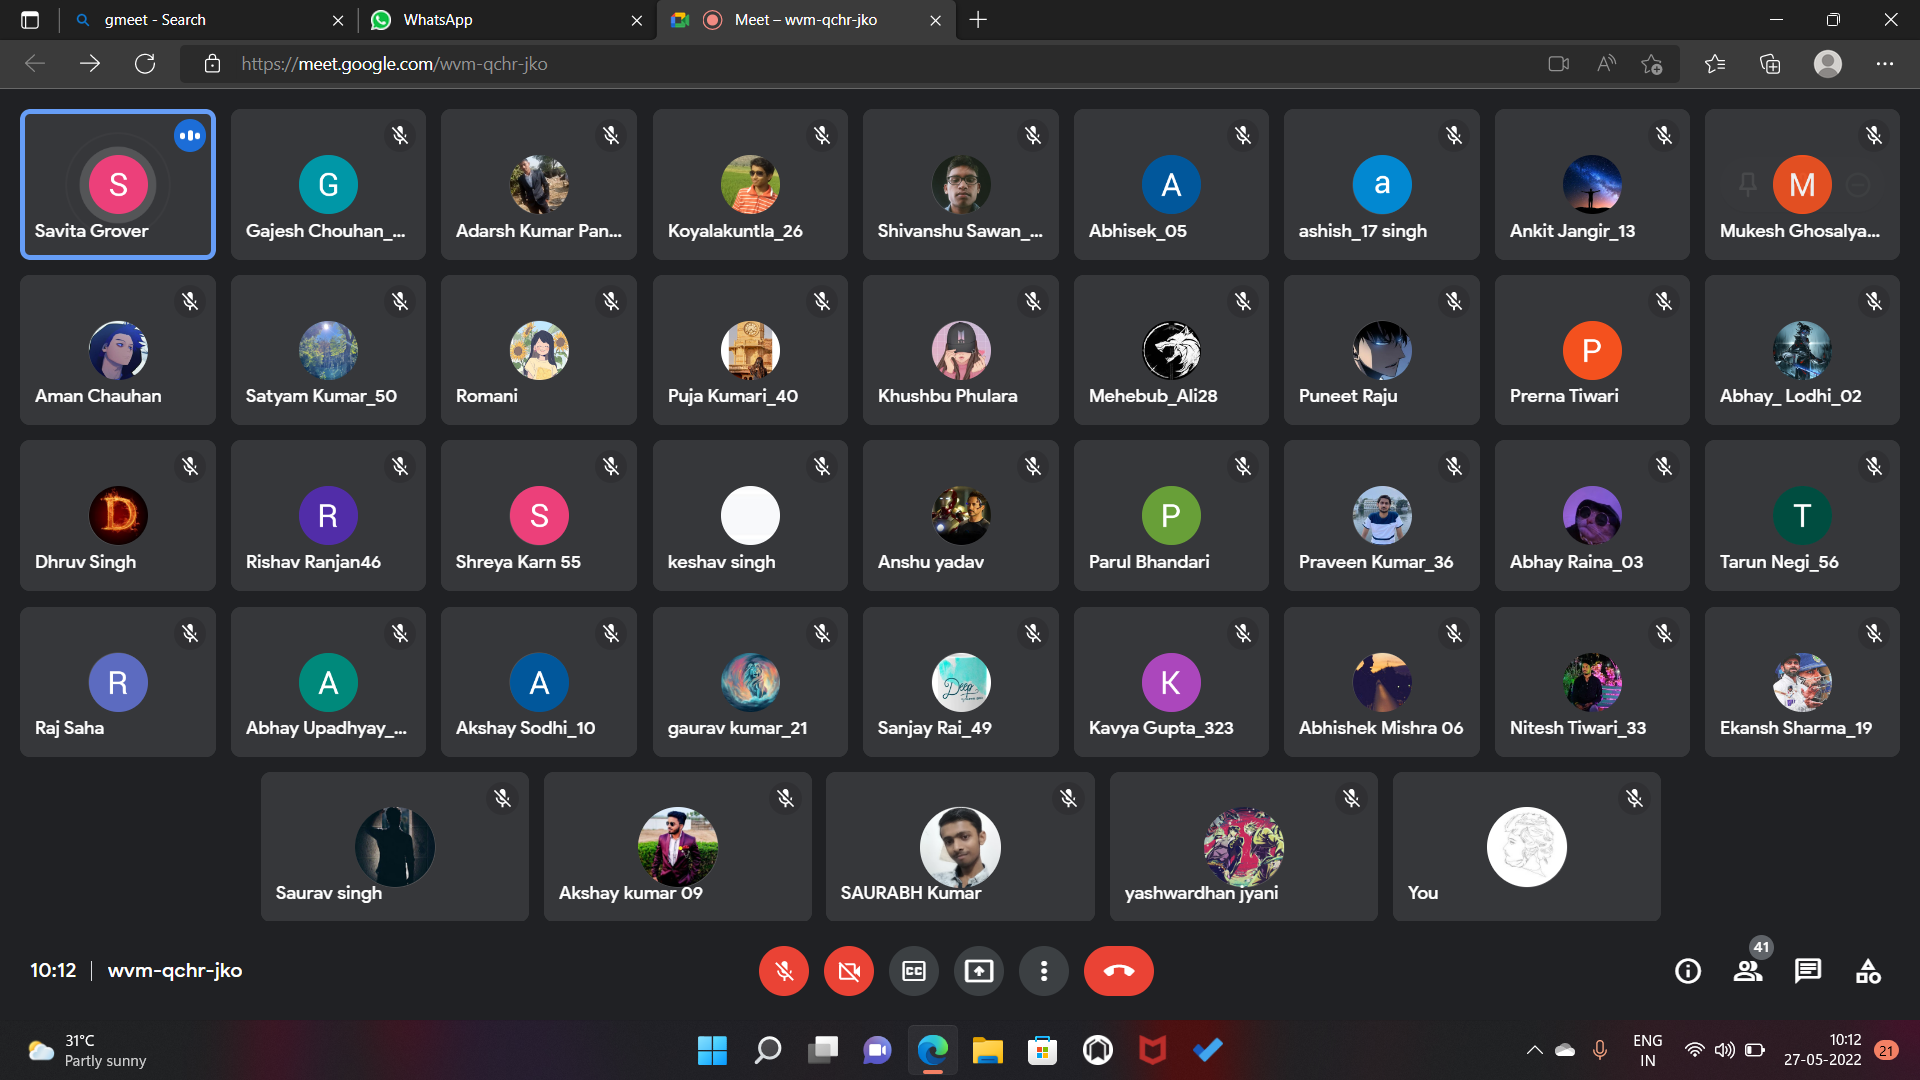 gmeet - Search
WhatsApp
Meet – wvm-qchr-jko
https://meet.google.com/wvm-qchr-jko
S
G
A
a
M
Savita Grover
Gajesh Chouhan_...
Adarsh Kumar Pan...
Koyalakuntla_26
Shivanshu Sawan_...
Abhisek_05
ashish_17 singh
Ankit Jangir_13
Mukesh Ghosalya...
P
Aman Chauhan
Satyam Kumar_50
Romani
Puja Kumari_40
Khushbu Phulara
Mehebub_Ali28
Puneet Raju
Prerna Tiwari
Abhay_ Lodhi_02
D
R
S
P
T
Dhruv Singh
Rishav Ranjan46
Shreya Karn 55
keshav singh
Anshu yadav
Parul Bhandari
Praveen Kumar_36
Abhay Raina_03
Tarun Negi_56
R
A
A
Deep
K
Raj Saha
Abhay Upadhyay_...
Akshay Sodhi_10
gaurav kumar_21
Sanjay Rai_49
Kavya Gupta_323
Abhishek Mishra 06
Nitesh Tiwari_33
Ekansh Sharma_19
Saurav singh
Akshay kumar 09
SAURABH Kumar
yashwardhan jyani
You
10:12
wvm-qchr-jko
CC
41
31°C
Partly sunny
ENG
IN
10:12
27-05-2022
21